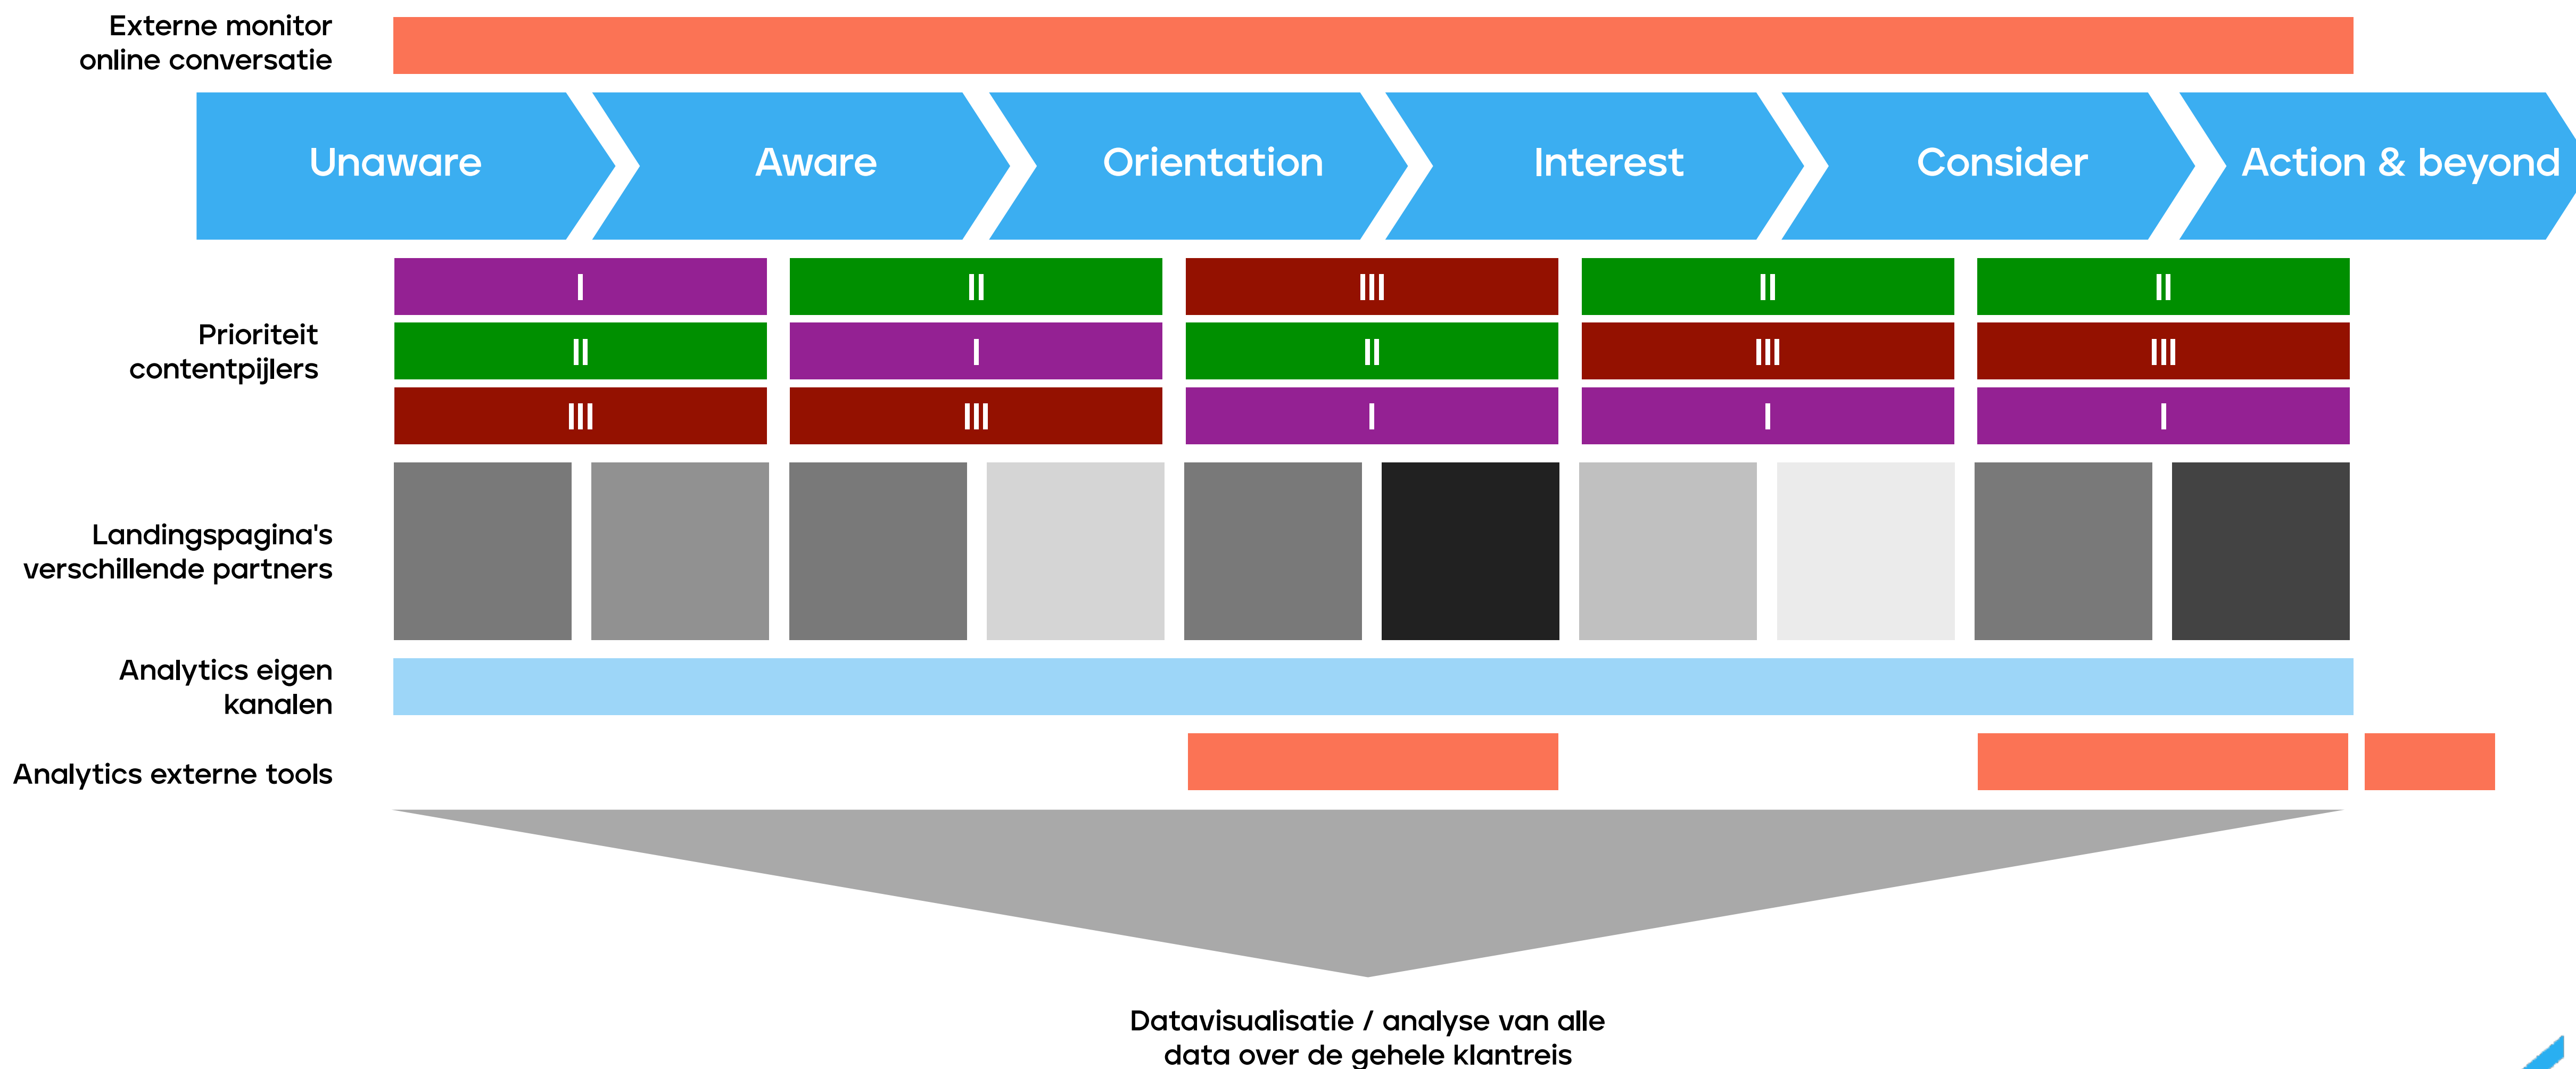 Externe monitor
online conversatie
Unaware
Aware
Orientation
Interest
Consider
Action & beyond
Prioriteit
contentpijlers
I
II
III
II
II
II
I
II
III
III
III
III
I
I
I
Landingspagina's
verschillende partners
Analytics eigen
kanalen
Analytics externe tools
Datavisualisatie / analyse van alle
data over de gehele klantreis